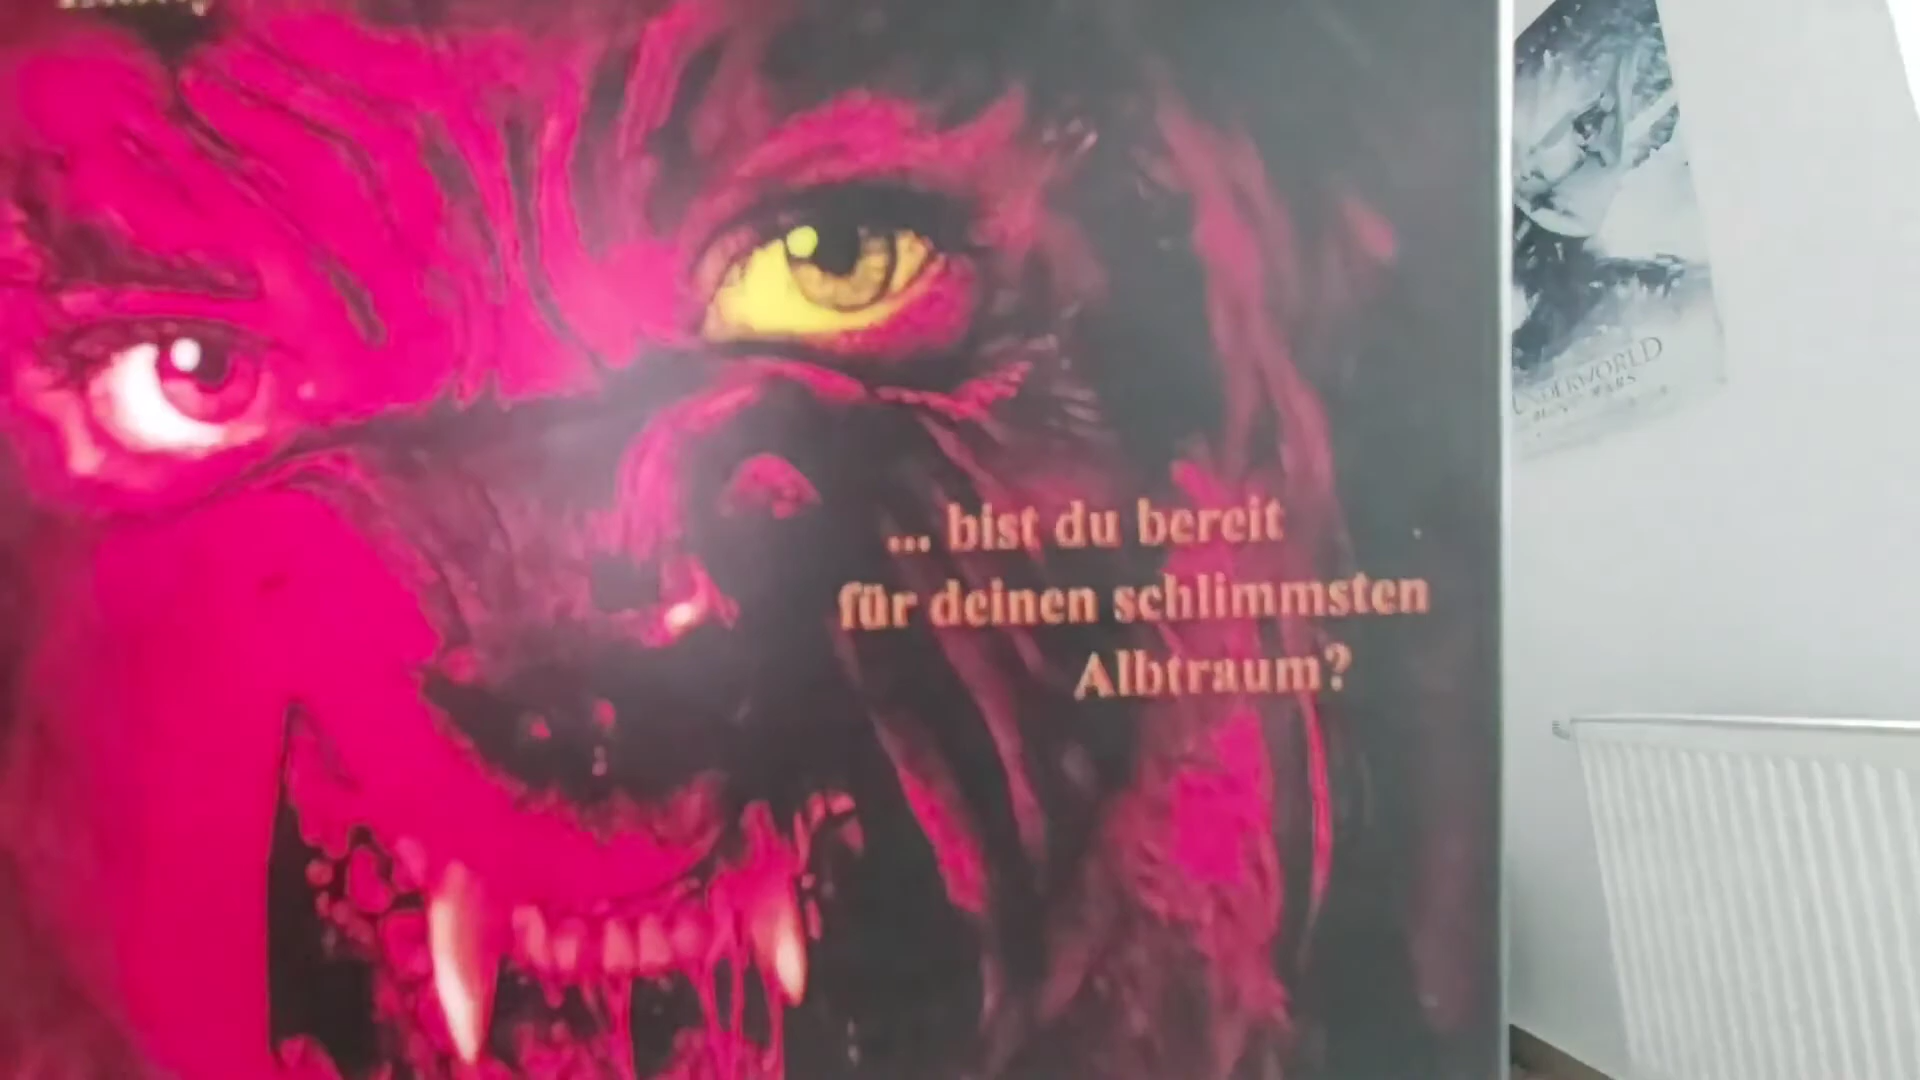 ... bist du bereit
für deinen schlimmsten
Albtraum?
UNDERWORLD